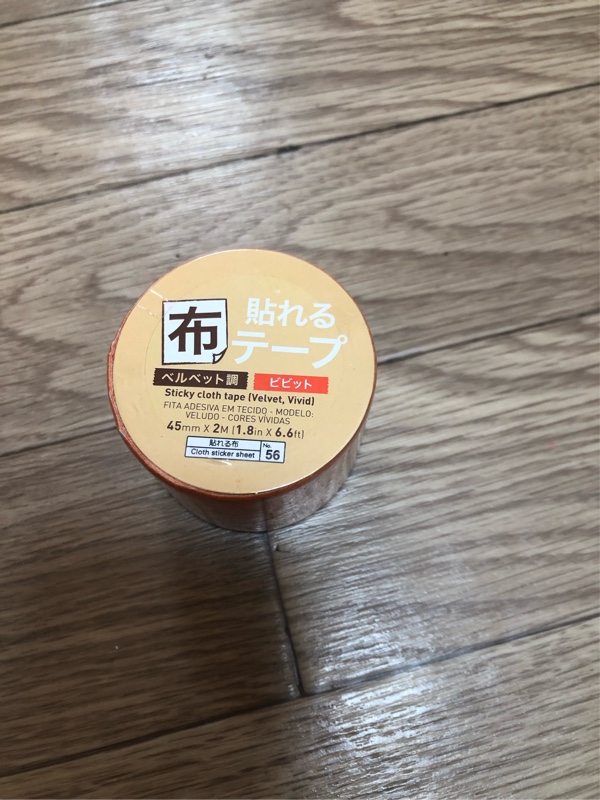 貼れる
布テープ
ベルベット調 ビビット
Sticky cloth tape (Velvet, Vivid)
FITA ADESIVA EM TECIDO - MODELO:
VELUDO - CORES VÍVIDAS
45mm X 2M (1.8in X 6.6ft)
貼れる布 No.
Cloth sticker sheet 56